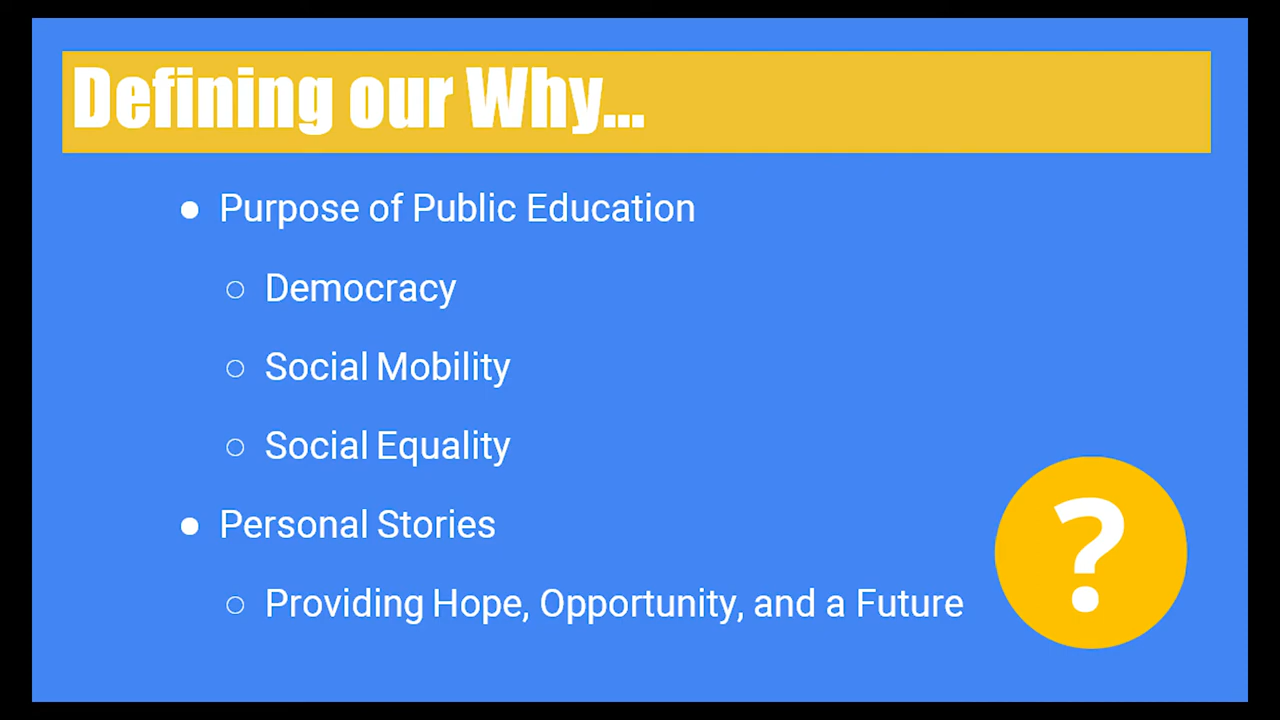 Defining our Why...
● Purpose of Public Education
○ Democracy
○ Social Mobility
○ Social Equality
● Personal Stories
○ Providing Hope, Opportunity, and a Future
?